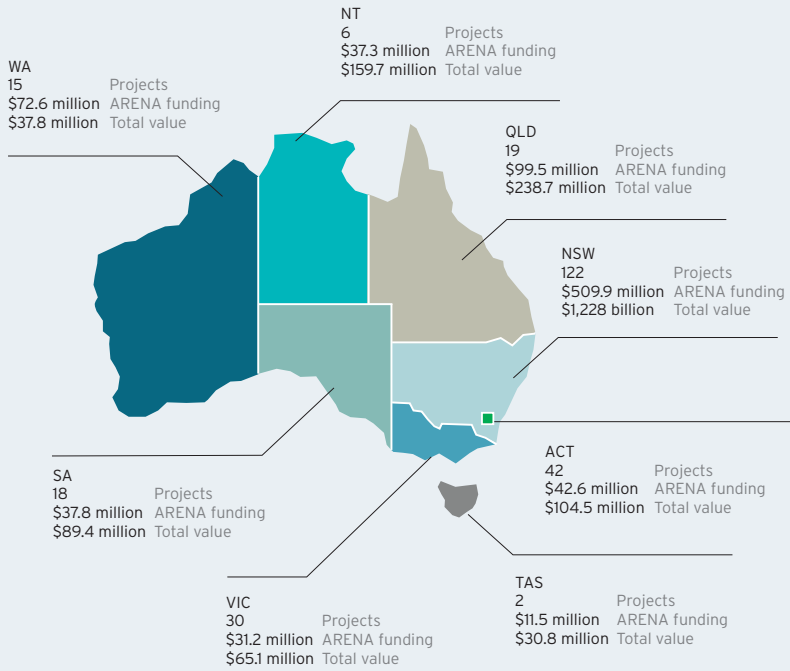 NT
6 Projects
$37.3 million ARENA funding
$159.7 million Total value
WA
15 Projects
$72.6 million ARENA funding
$37.8 million Total value
QLD
19 Projects
$99.5 million ARENA funding
$238.7 million Total value
NSW
122 Projects
$509.9 million ARENA funding
$1,228 billion Total value
ACT
42 Projects
$42.6 million ARENA funding
$104.5 million Total value
SA
18 Projects
$37.8 million ARENA funding
$89.4 million Total value
TAS
2 Projects
$11.5 million ARENA funding
$30.8 million Total value
VIC
30 Projects
$31.2 million ARENA funding
$65.1 million Total value